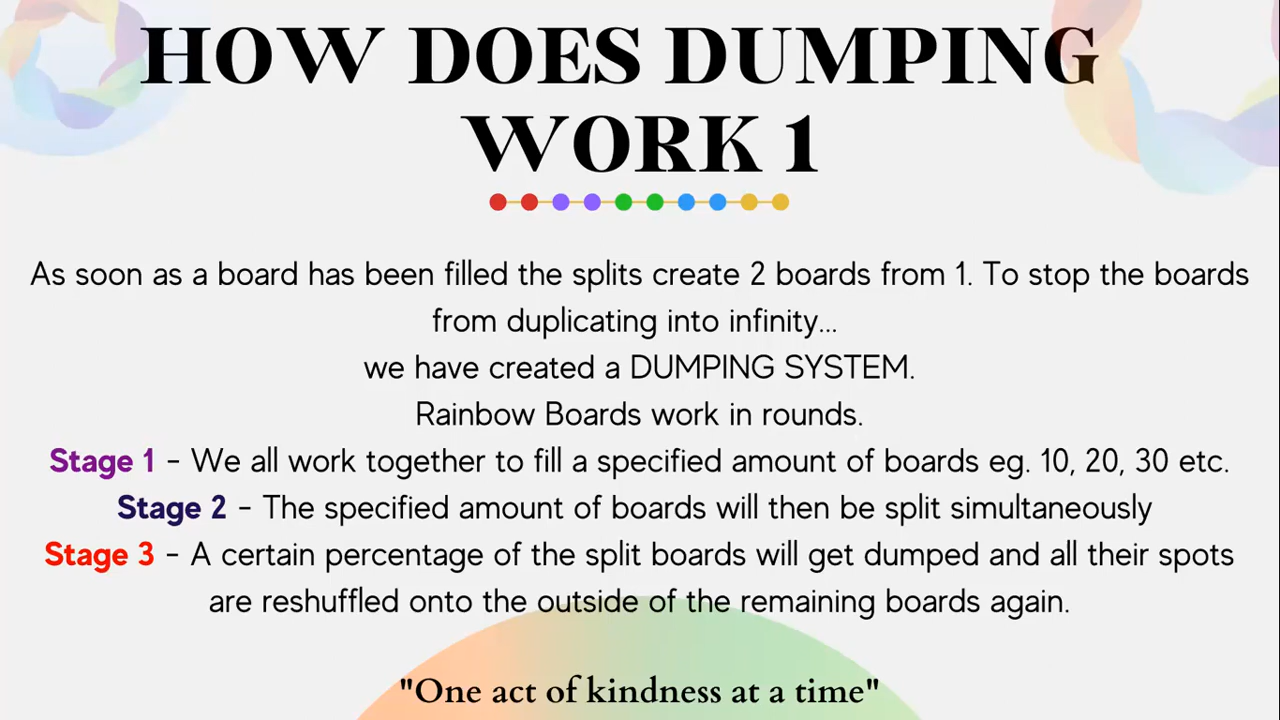 HOW DOES DUMPING
WORK 1
As soon as a board has been filled the splits create 2 boards from 1. To stop the boards
from duplicating into infinity...
we have created a DUMPING SYSTEM.
Rainbow Boards work in rounds.
Stage 1 - We all work together to fill a specified amount of boards eg. 10, 20, 30 etc.
Stage 2 - The specified amount of boards will then be split simultaneously
Stage 3 - A certain percentage of the split boards will get dumped and all their spots
are reshuffled onto the outside of the remaining boards again.
"One act of kindness at a time"